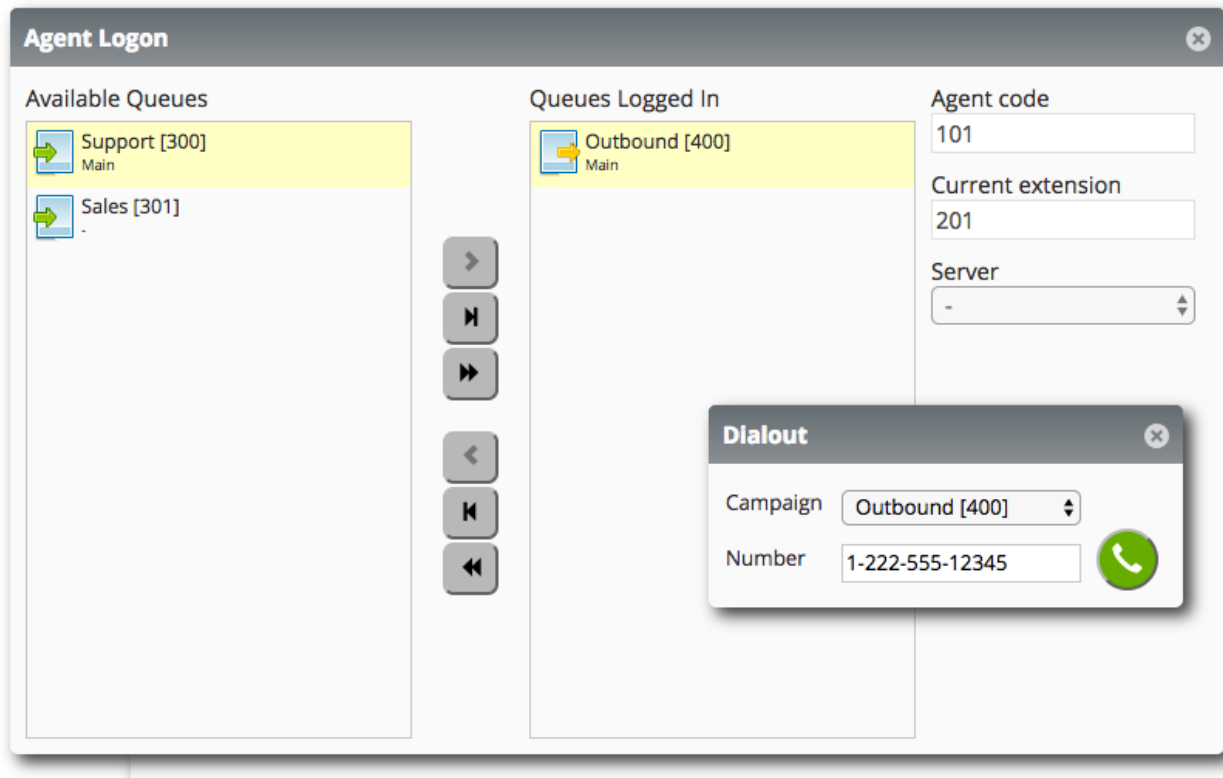 Agent Logon
Available Queues
Support [300]
Main
Sales [301]
-
Queues Logged In
Outbound [400]
Main
Agent code
101
Current extension
201
Server
-
Dialout
Campaign
Outbound [400]
Number
1-222-555-12345